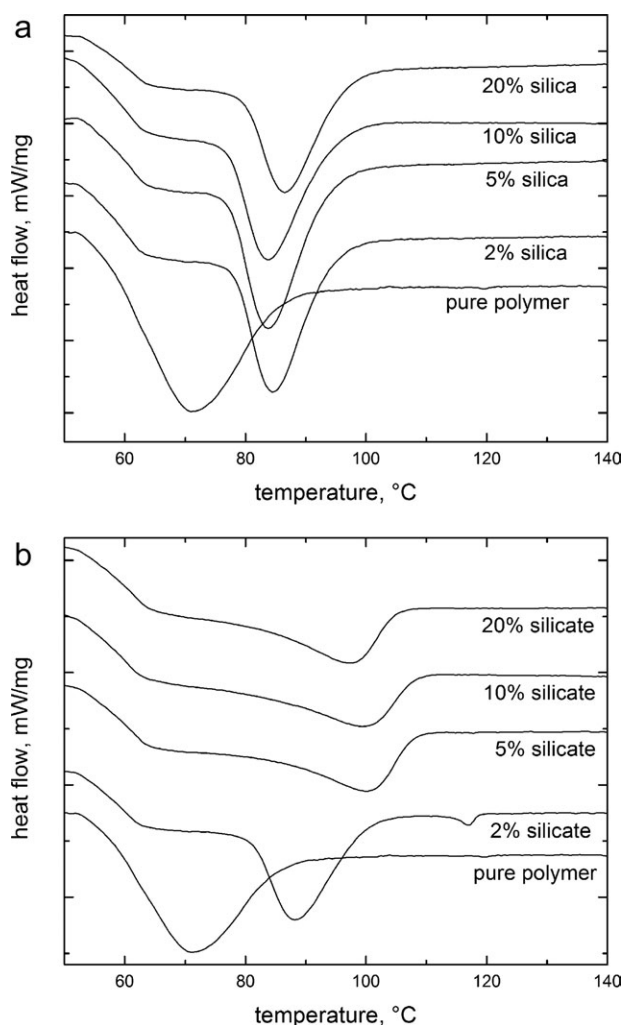 a
20% silica
10% silica
5% silica
2% silica
pure polymer
heat flow, mW/mg
60 80 100 120 140
temperature, °C
b
20% silicate
10% silicate
5% silicate
2% silicate
pure polymer
heat flow, mW/mg
60 80 100 120 140
temperature, °C